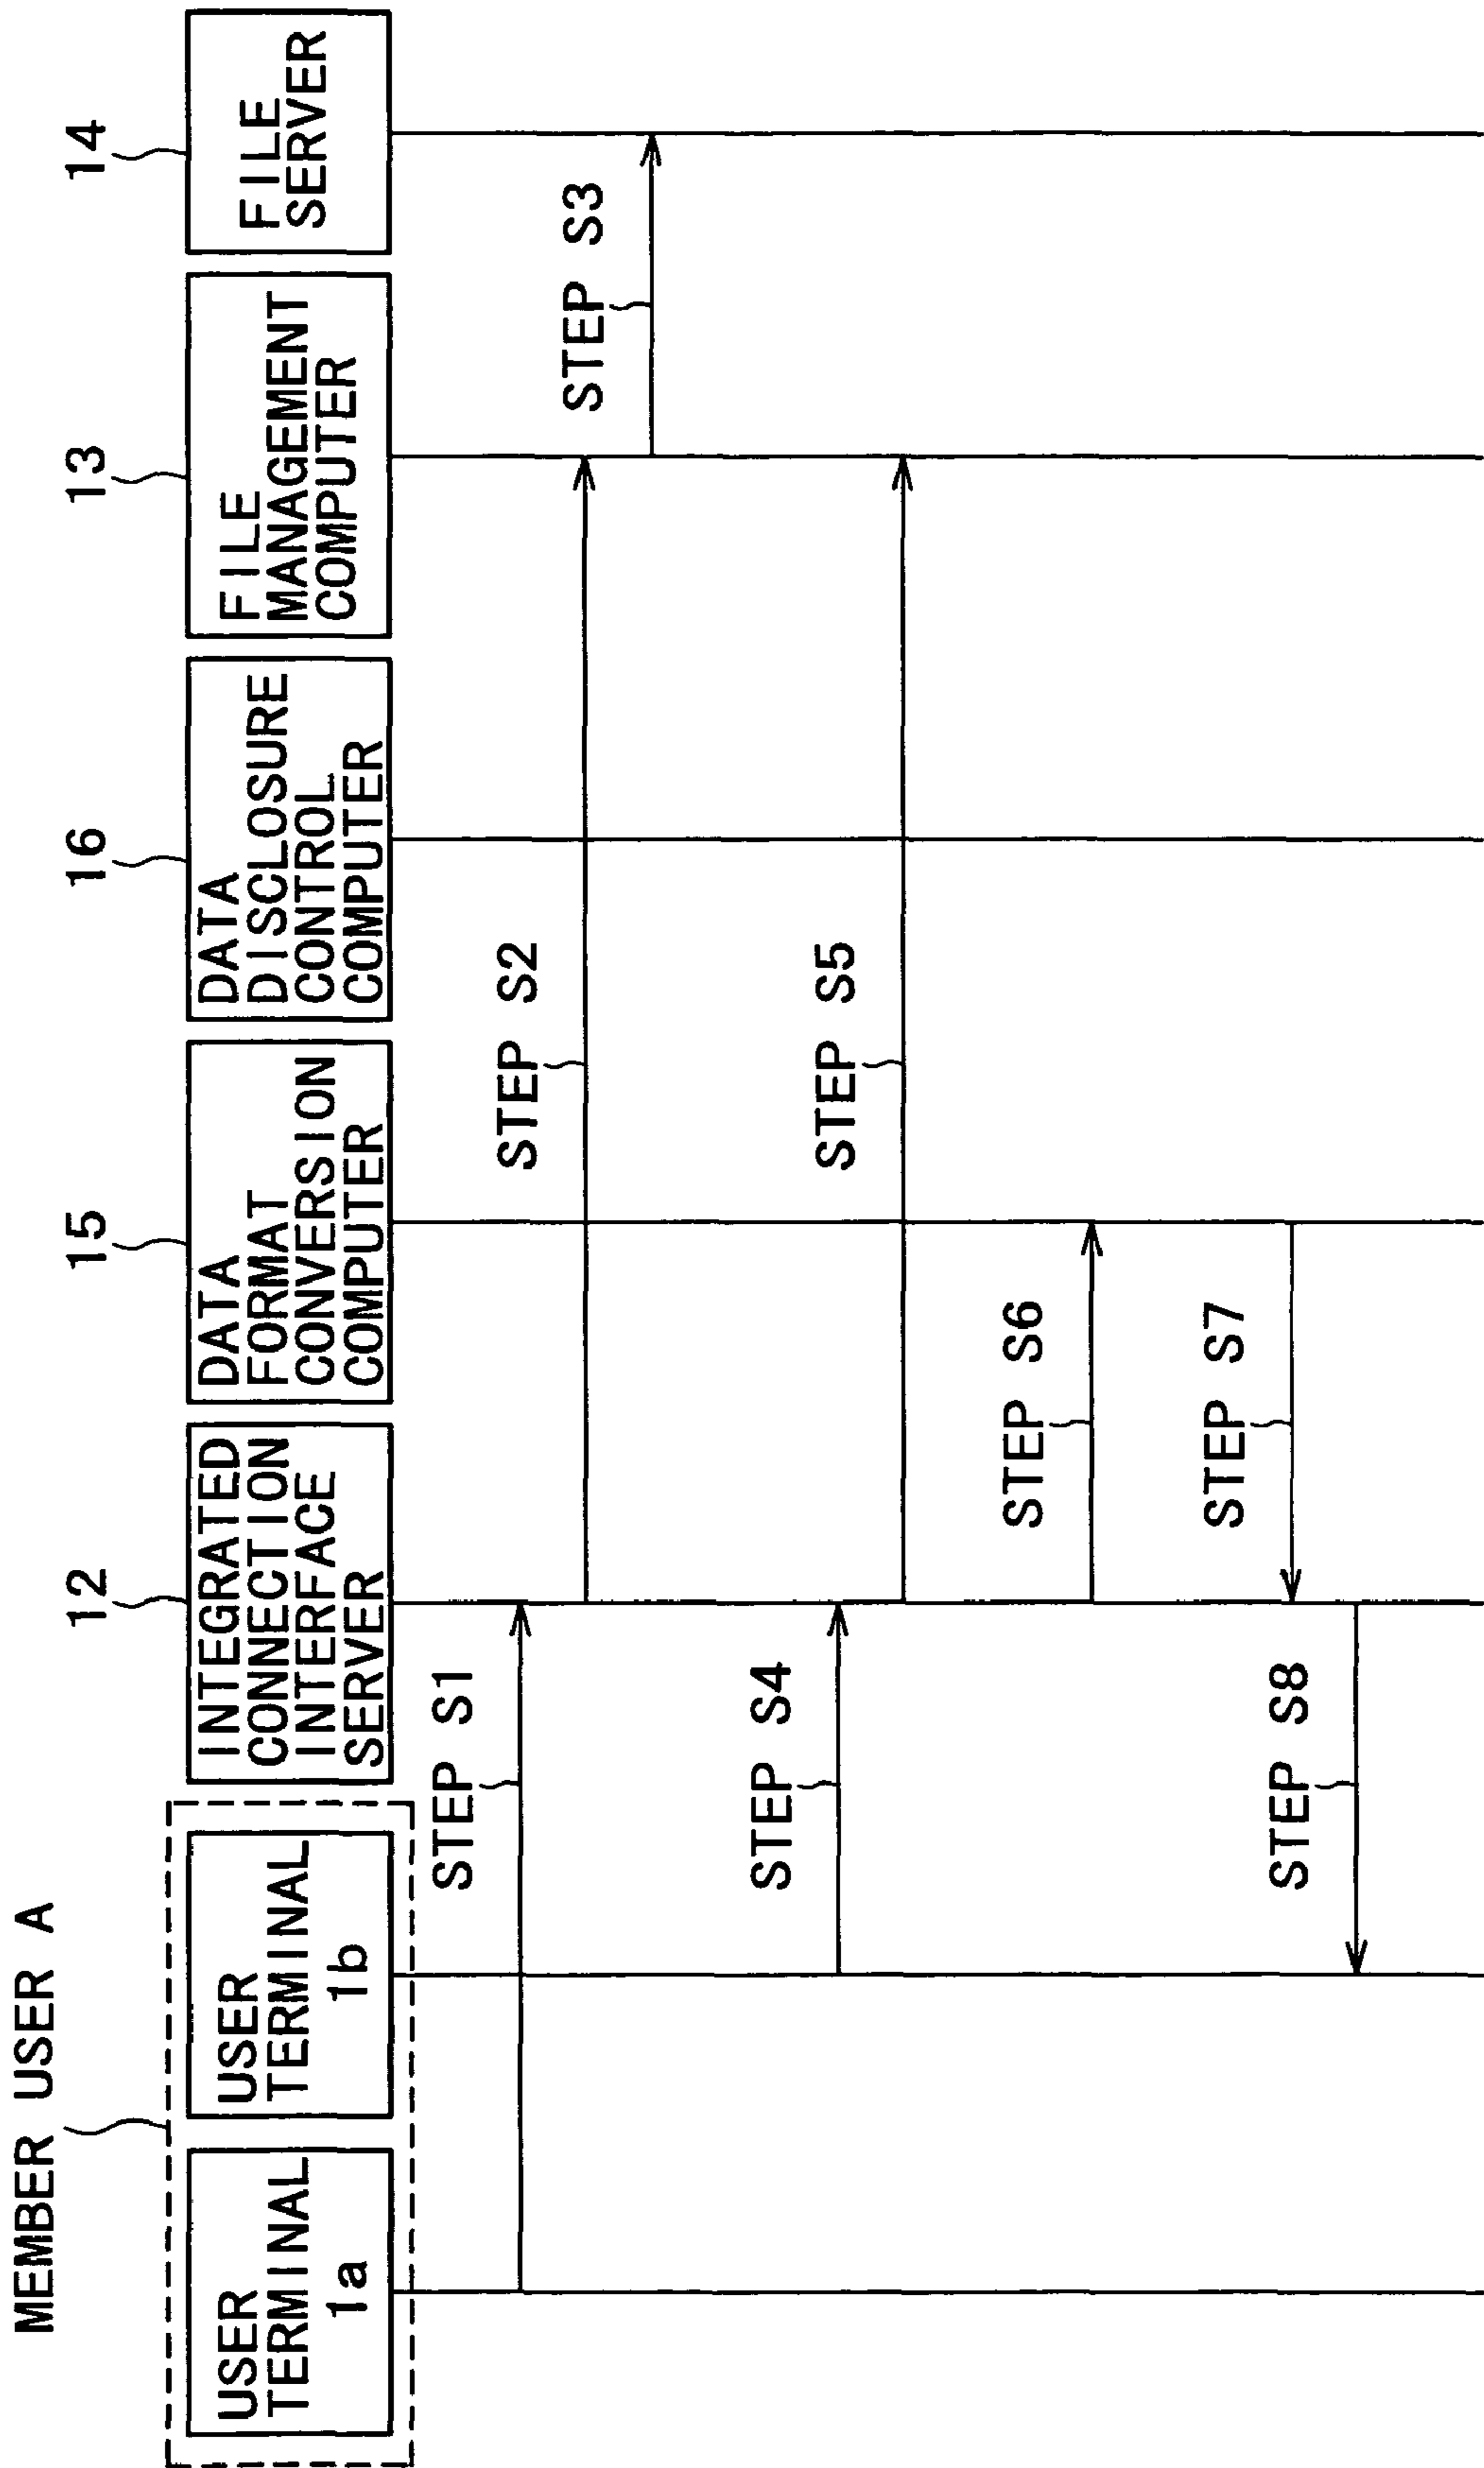 MEMBER USER A
12
15
16
13
14
USER
TERMINAL
1a
USER
TERMINAL
1b
INTEGRATED
CONNECTION
INTERFACE
SERVER
DATA
FORMAT
CONVERSION
COMPUTER
DATA
DISCLOSURE
CONTROL
COMPUTER
FILE
MANAGEMENT
COMPUTER
FILE
SERVER
STEP S1
STEP S2
STEP S3
STEP S4
STEP S5
STEP S6
STEP S7
STEP S8